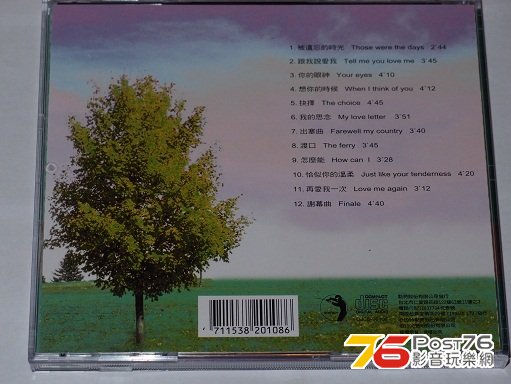 1. 被遺忘的時光 Those were the days 2´44
2. 跟我說愛我 Tell me you love me 3´45
3. 你的眼神 Your eyes 4´10
4. 想你的時候 When I think of you 4´12
5. 抉擇 The choice 4´45
6. 我的思念 My love letter 3´51
7. 出塞曲 Farewell my country 3´40
8. 渡口 The ferry 3´45
9. 怎麼能 How can I 3´28
10. 恰似你的溫柔 Just like your tenderness 4´20
11. 再愛我一次 Love me again 3´12
12. 謝幕曲 Finale 4´40
COMPACT
disc
DIGITAL AUDIO
4 711538 201086
76 Post76
影音玩樂網